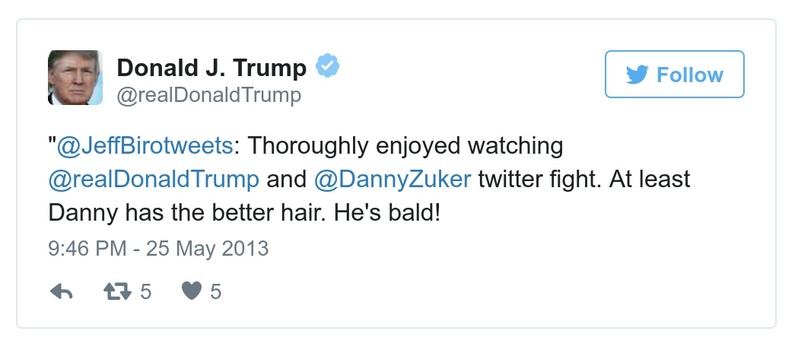 Donald J. Trump
@realDonaldTrump
Follow
"@JeffBirotweets: Thoroughly enjoyed watching
@realDonaldTrump and @DannyZuker twitter fight. At least
Danny has the better hair. He's bald!
9:46 PM - 25 May 2013
5 5